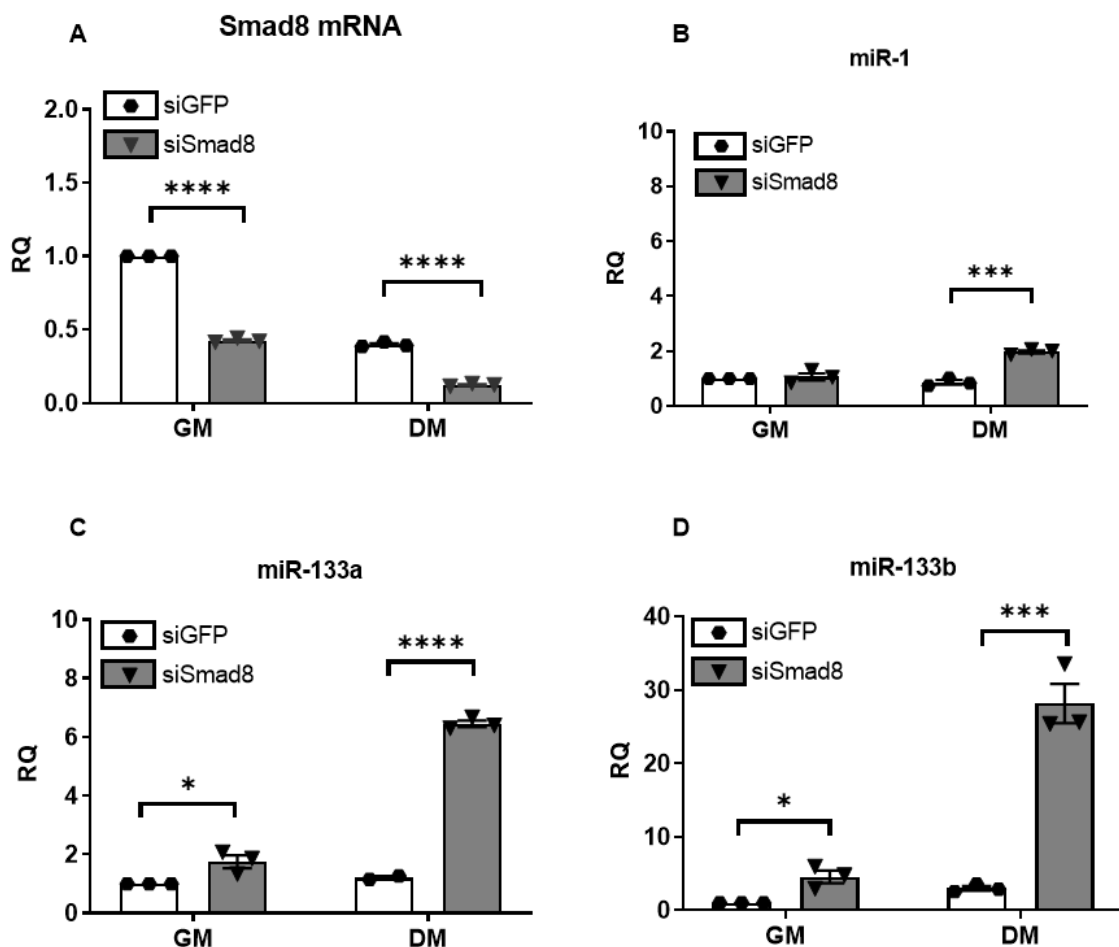 A
Smad8 mRNA
siGFP
siSmad8
2.0
1.5
1.0
0.5
0.0
RQ
****
****
GM
DM
B
miR-1
siGFP
siSmad8
10
8
6
4
2
0
RQ
***
GM
DM
C
miR-133a
siGFP
siSmad8
10
8
6
4
2
0
RQ
*
****
GM
DM
D
miR-133b
siGFP
siSmad8
40
30
20
10
0
RQ
*
***
GM
DM